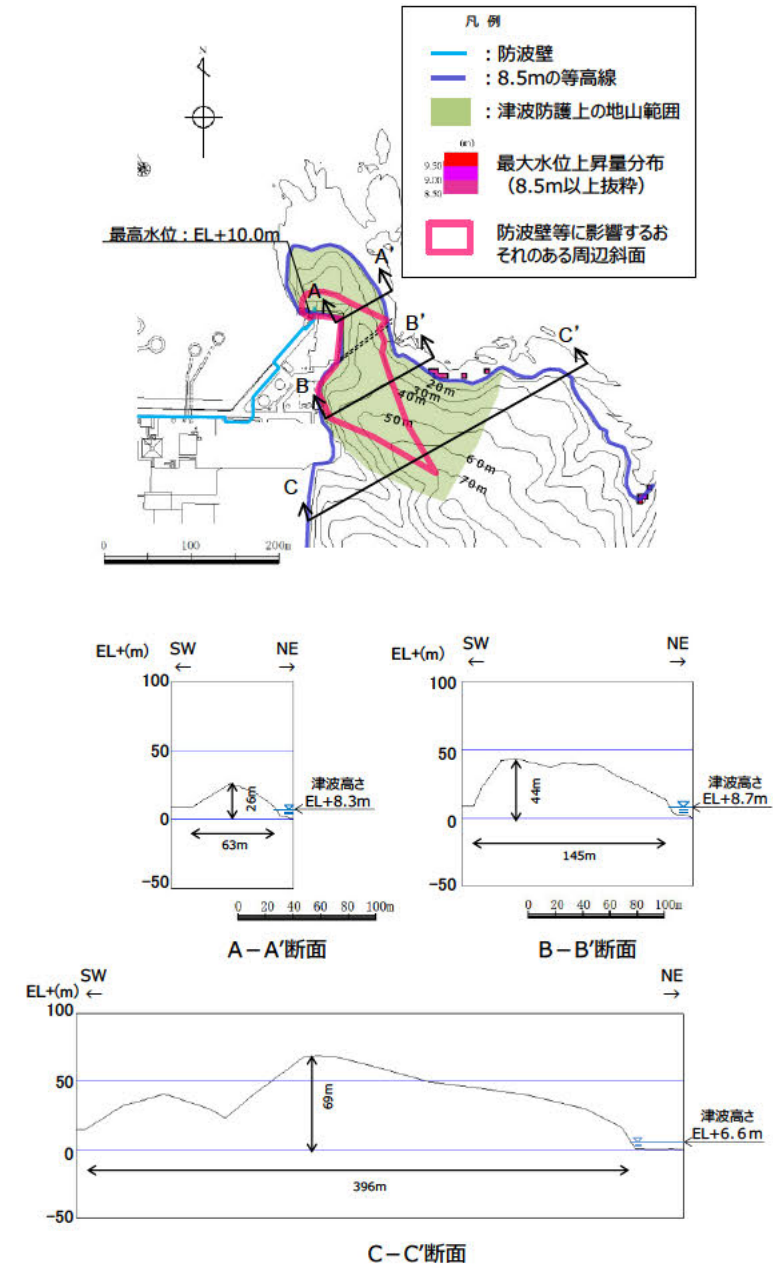 凡 例
：防波壁
：8.5mの等高線
：津波防護上の地山範囲
(m)
9.50
9.00
8.50
最大水位上昇量分布
（8.5m以上抜粋）
防波壁等に影響するお
それのある周辺斜面
N
最高水位：EL+10.0m
A
A'
B
B'
C
C'
20m
30m
40m
50m
60m
70m
0 100 200m
EL+(m)
SW
←
NE
→
100
50
0
-50
26m
63m
津波高さ
EL+8.3m
0 20 40 60 80 100m
A－A'断面
EL+(m)
SW
←
NE
→
100
50
0
-50
44m
145m
津波高さ
EL+8.7m
0 20 40 60 80 100m
B－B'断面
EL+(m)
SW
←
NE
→
100
50
0
-50
69m
396m
津波高さ
EL+6.6m
C－C'断面